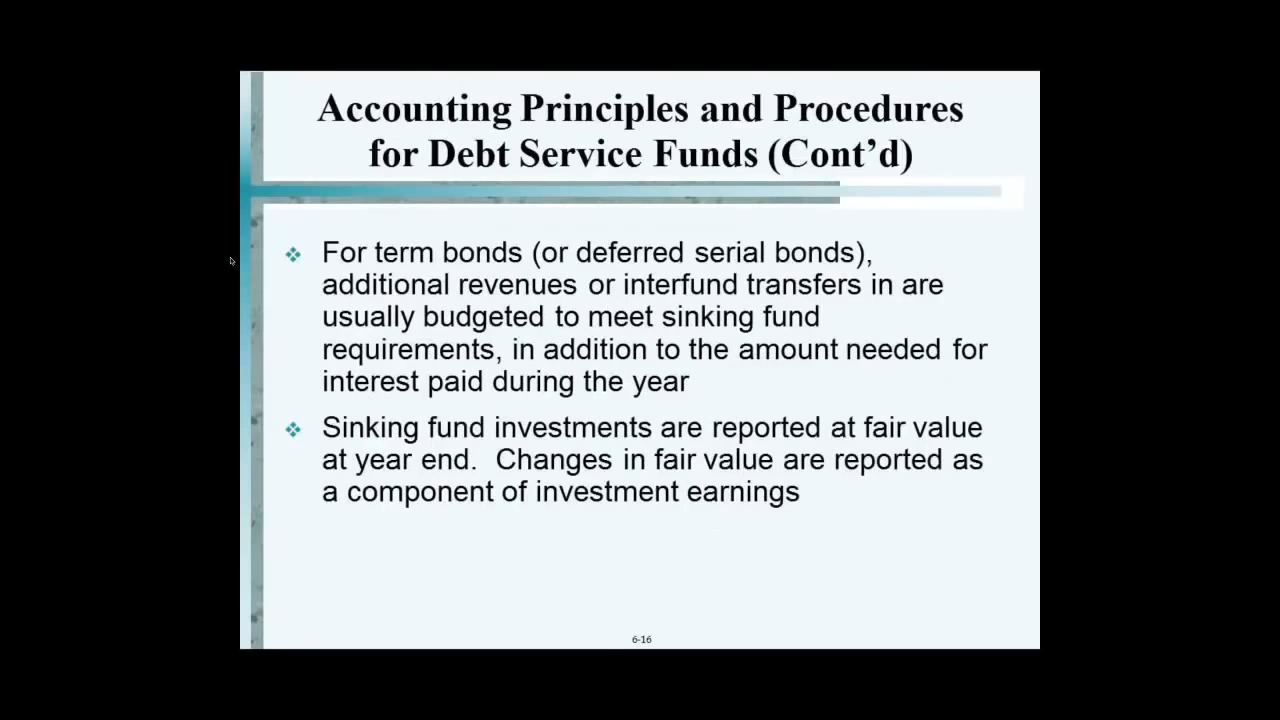 Accounting Principles and Procedures
for Debt Service Funds (Cont’d)
For term bonds (or deferred serial bonds),
additional revenues or interfund transfers in are
usually budgeted to meet sinking fund
requirements, in addition to the amount needed for
interest paid during the year
Sinking fund investments are reported at fair value
at year end.  Changes in fair value are reported as
a component of investment earnings
6-16